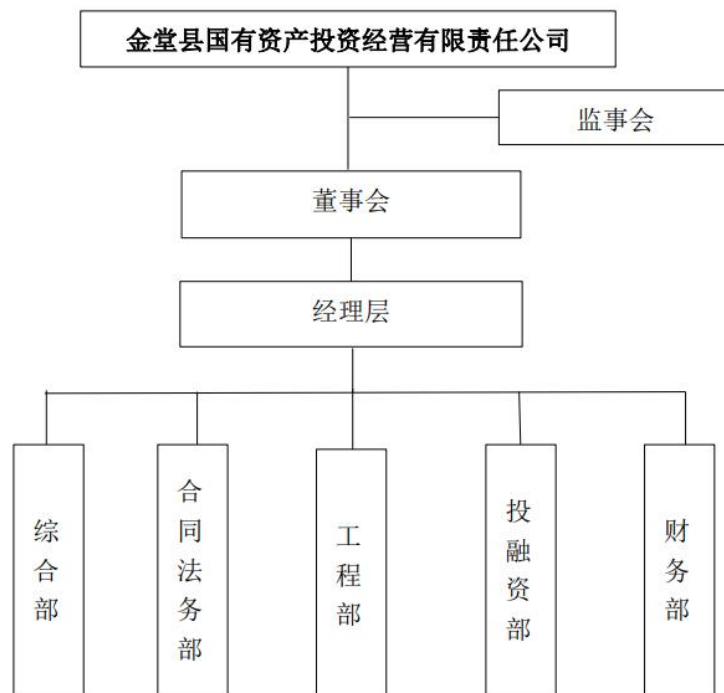 金堂县国有资产投资经营有限责任公司
监事会
董事会
经理层
综合部
合同法务部
工程部
投融资部
财务部